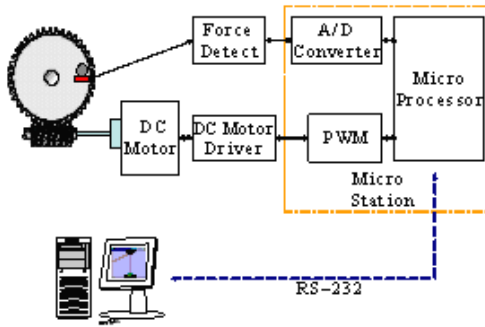 Force
Detect
A/D
Converter
Micro
Processor
DC
Motor
DC Motor
Driver
PWM
Micro
Station
RS-232